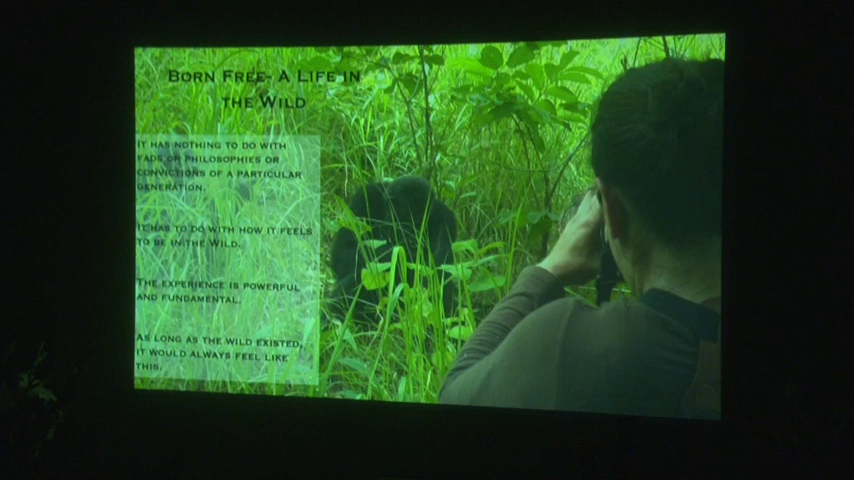 Born Free- A Life in
the Wild
It has nothing to do with
fads or philosophies or
convictions of a particular
generation.
It has to do with how it feels
to be in the Wild.
The experience is powerful
and fundamental.
As long as the wild existed,
it would always feel like
this.